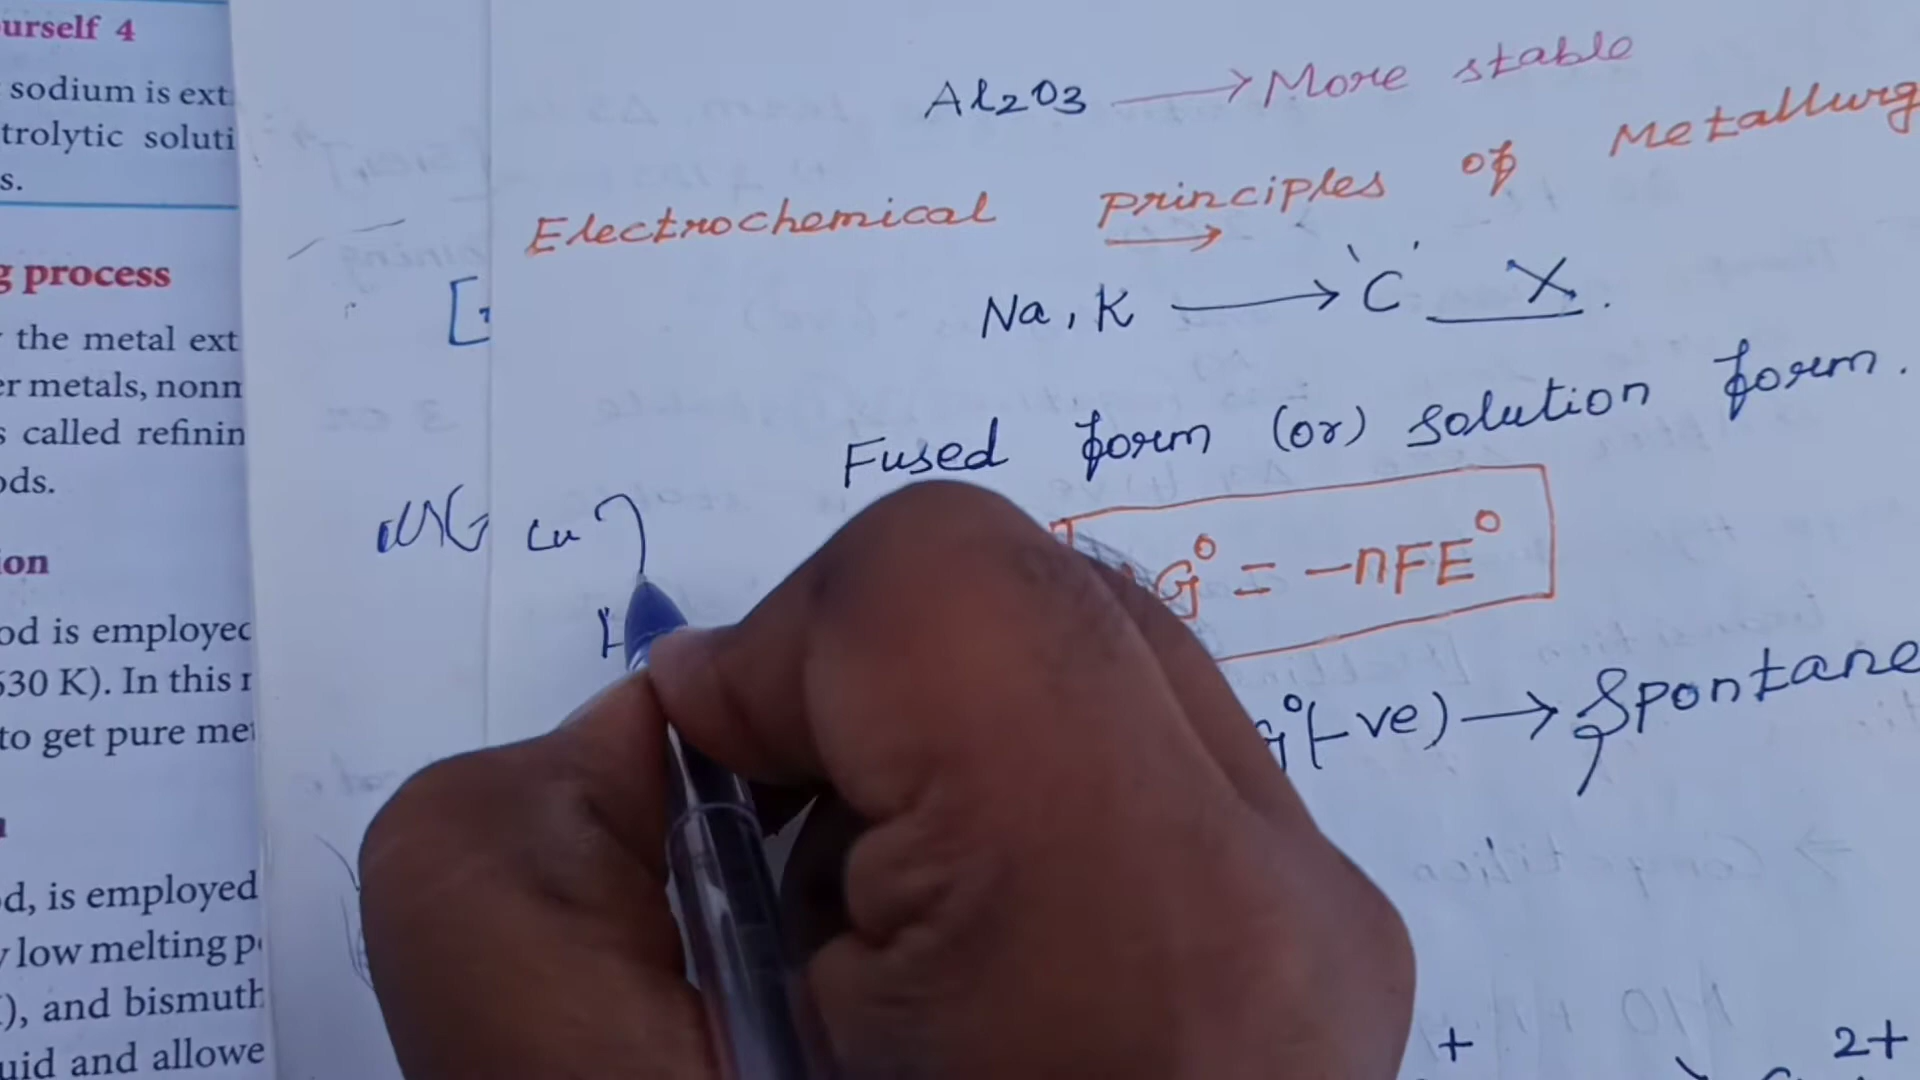 urself 4
sodium is ext
trolytic soluti
s.
g process
the metal ext
er metals, nonn
s called refinin
ods.
ion
od is employed
630 K). In this
to get pure me
d, is employed
low melting p
), and bismuth
uid and allowe
Al2O3 → More stable
Electrochemical Principles of Metallurg
Na, K → 'C' X.
Fused form (or) solution form.
Cu
G° = -nFE°
G°(-ve) → Spontane
+
2+